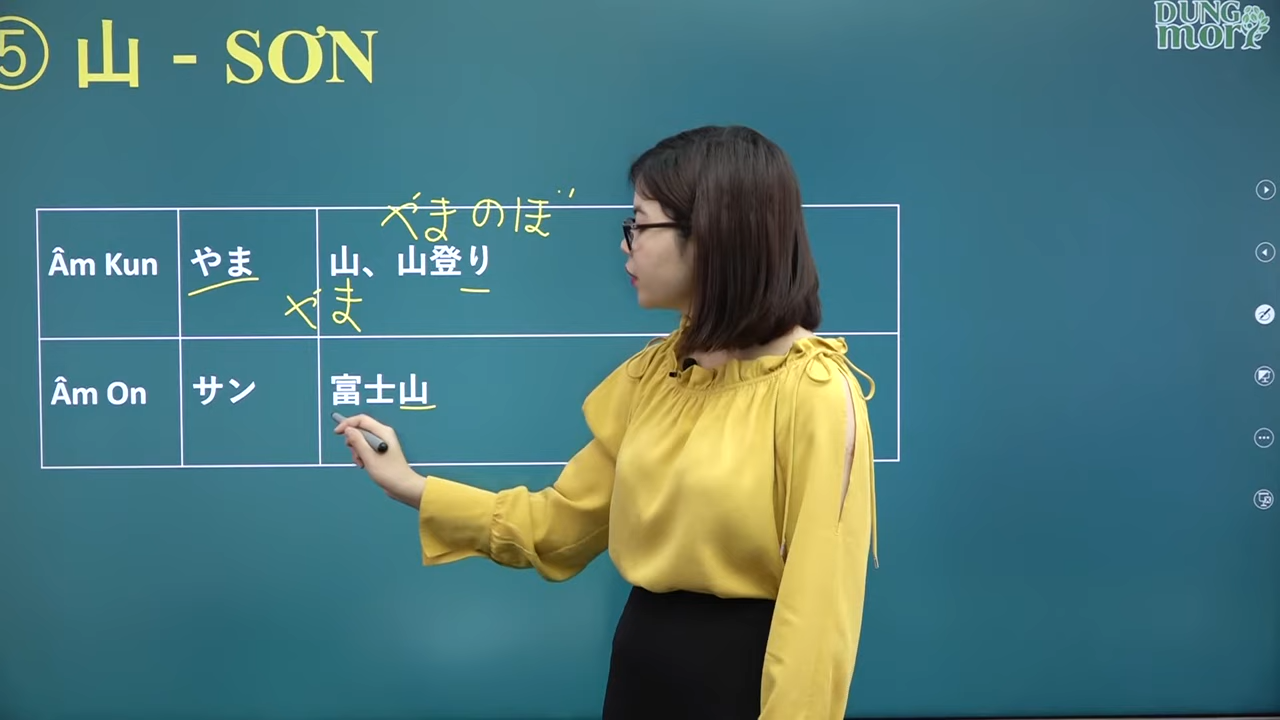 ⑤ 山 - SƠN
DUNG
mori
やまのぼ
Âm Kun やま 山、山登り
やま
Âm On サン 富士山